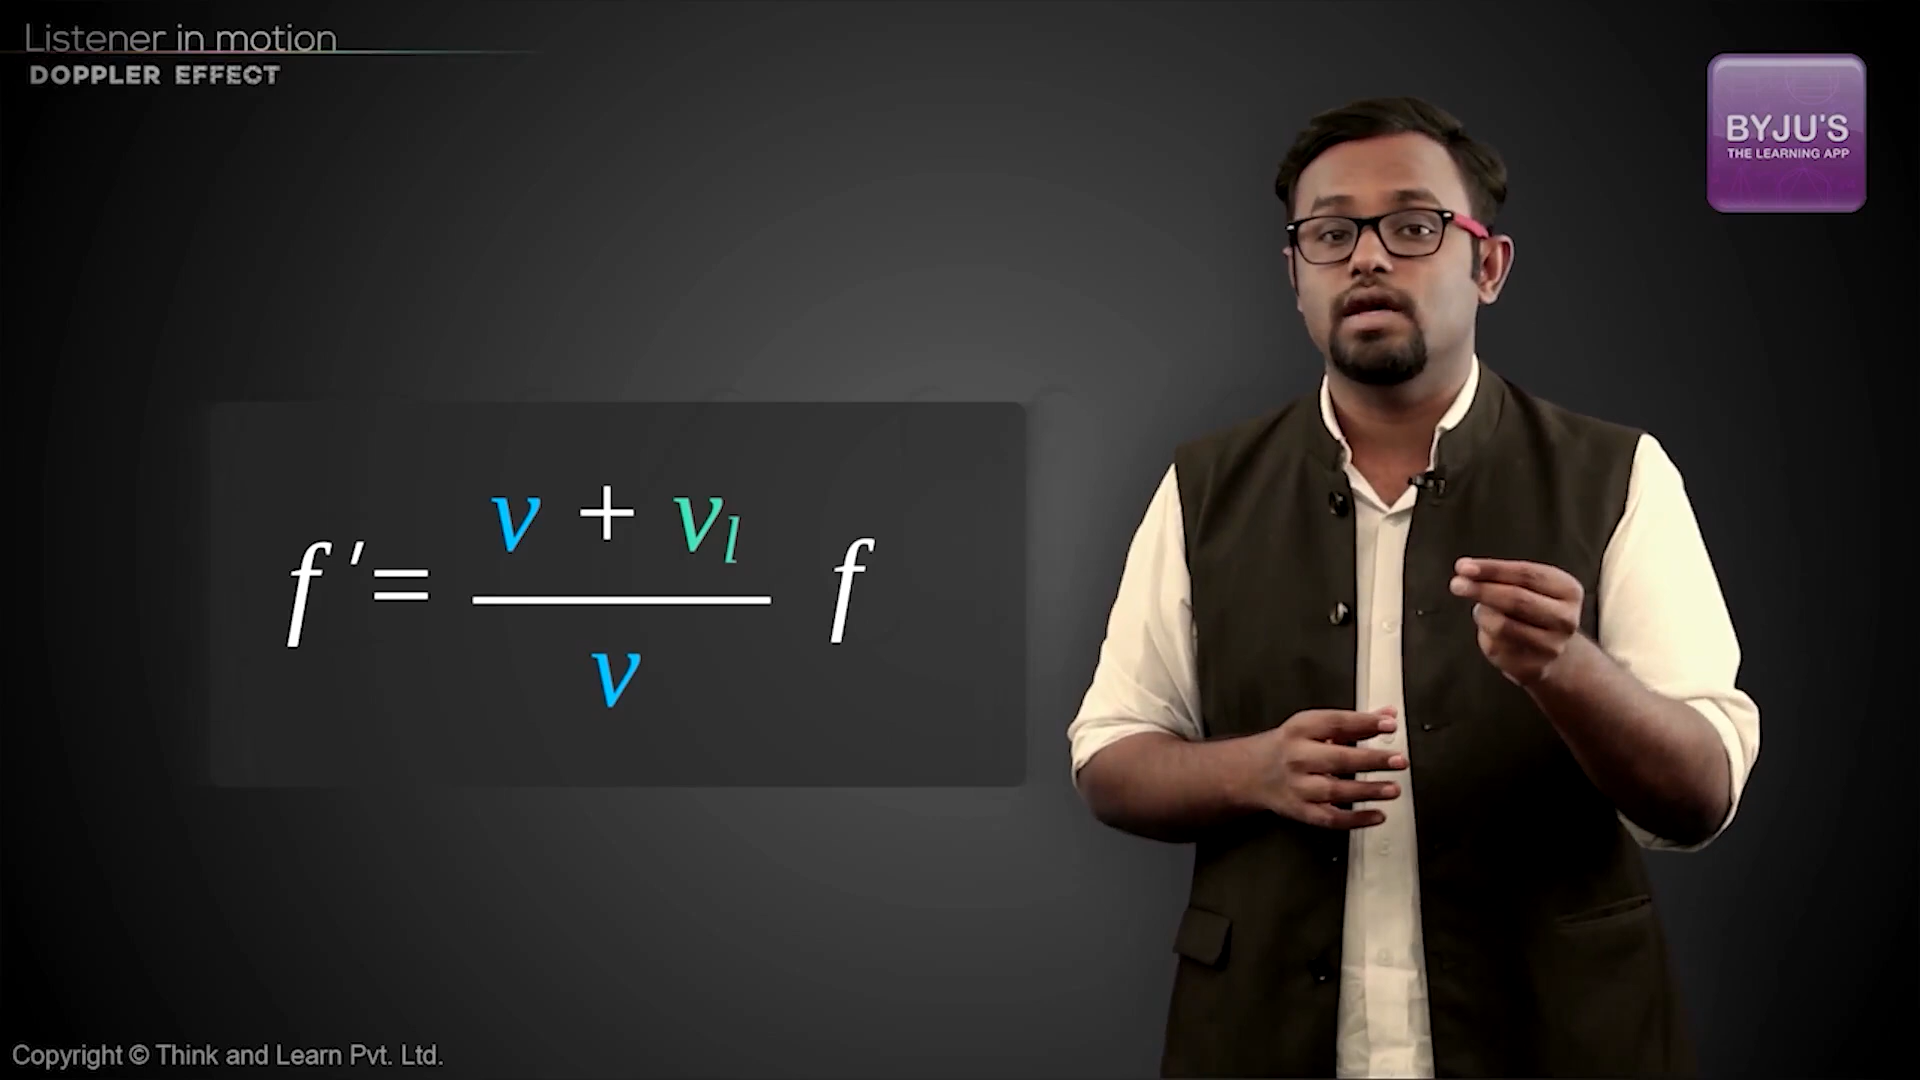 Listener in motion
DOPPLER EFFECT
BYJU'S
THE LEARNING APP
f ′= v + vl / v f
Copyright © Think and Learn Pvt. Ltd.